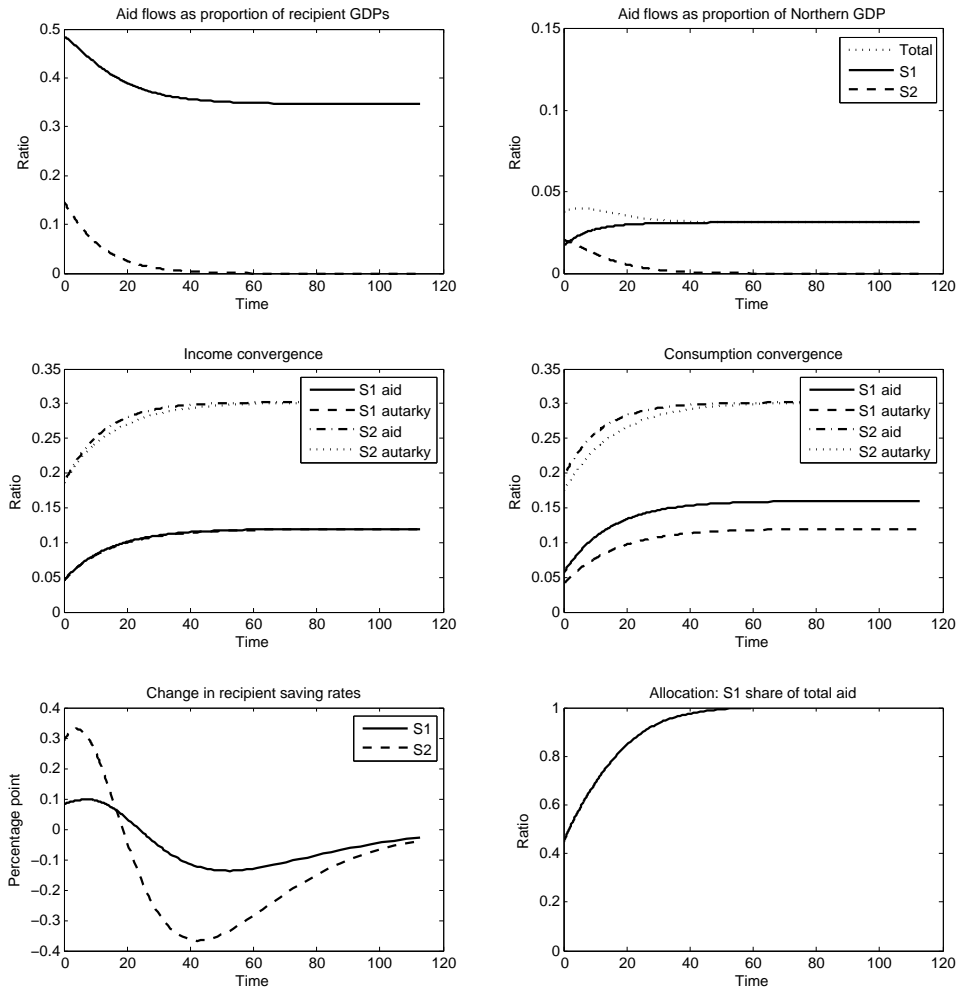 Aid flows as proportion of recipient GDPs
0.5
0.4
0.3
0.2
0.1
0
Ratio
0 20 40 60 80 100 120
Time
Aid flows as proportion of Northern GDP
0.15
0.1
0.05
0
Ratio
Total
S1
S2
0 20 40 60 80 100 120
Time
Income convergence
0.35
0.3
0.25
0.2
0.15
0.1
0.05
0
Ratio
S1 aid
S1 autarky
S2 aid
S2 autarky
0 20 40 60 80 100 120
Time
Consumption convergence
0.35
0.3
0.25
0.2
0.15
0.1
0.05
0
Ratio
S1 aid
S1 autarky
S2 aid
S2 autarky
0 20 40 60 80 100 120
Time
Change in recipient saving rates
0.4
0.3
0.2
0.1
0
−0.1
−0.2
−0.3
−0.4
Percentage point
S1
S2
0 20 40 60 80 100 120
Time
Allocation: S1 share of total aid
1
0.8
0.6
0.4
0.2
0
Ratio
0 20 40 60 80 100 120
Time